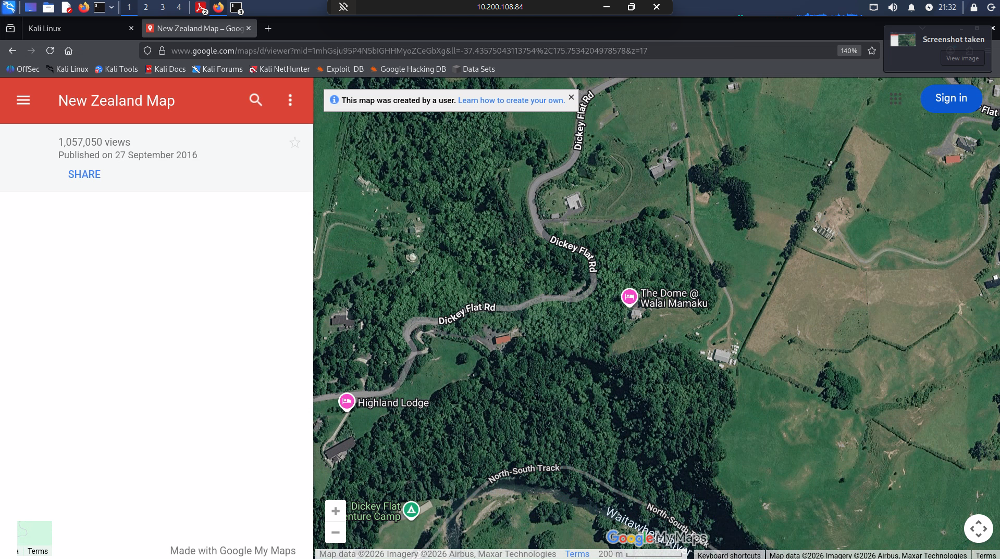 1
2
3
4
2
3
10.200.108.84
21:32
Kali Linux
New Zealand Map – Goog
Screenshot taken
View image
www.google.com/maps/d/viewer?mid=1mhGsju95P4N5bIGHHMyoZCeGbXg&ll=-37.43575043113754%2C175.7534204978578&z=17
140%
OffSec
Kali Linux
Kali Tools
Kali Docs
Kali Forums
Kali NetHunter
Exploit-DB
Google Hacking DB
Data Sets
New Zealand Map
This map was created by a user. Learn how to create your own.
Sign in
Flat
1,057,050 views
Published on 27 September 2016
SHARE
Dickey Flat Rd
Dickey Flat Rd
The Dome @
Walai Mamaku
Dickey Flat Rd
Highland Lodge
North-South Track
Dickey Flat
enture Camp
North-South Track
Waitawheta River
Google My Maps
Terms
Made with Google My Maps
Map data ©2026 Imagery ©2026 Airbus, Maxar Technologies
Terms
200 m
Keyboard shortcuts
Map data ©2026 Imagery ©2026 Airbus, Maxar Technologies
Terms